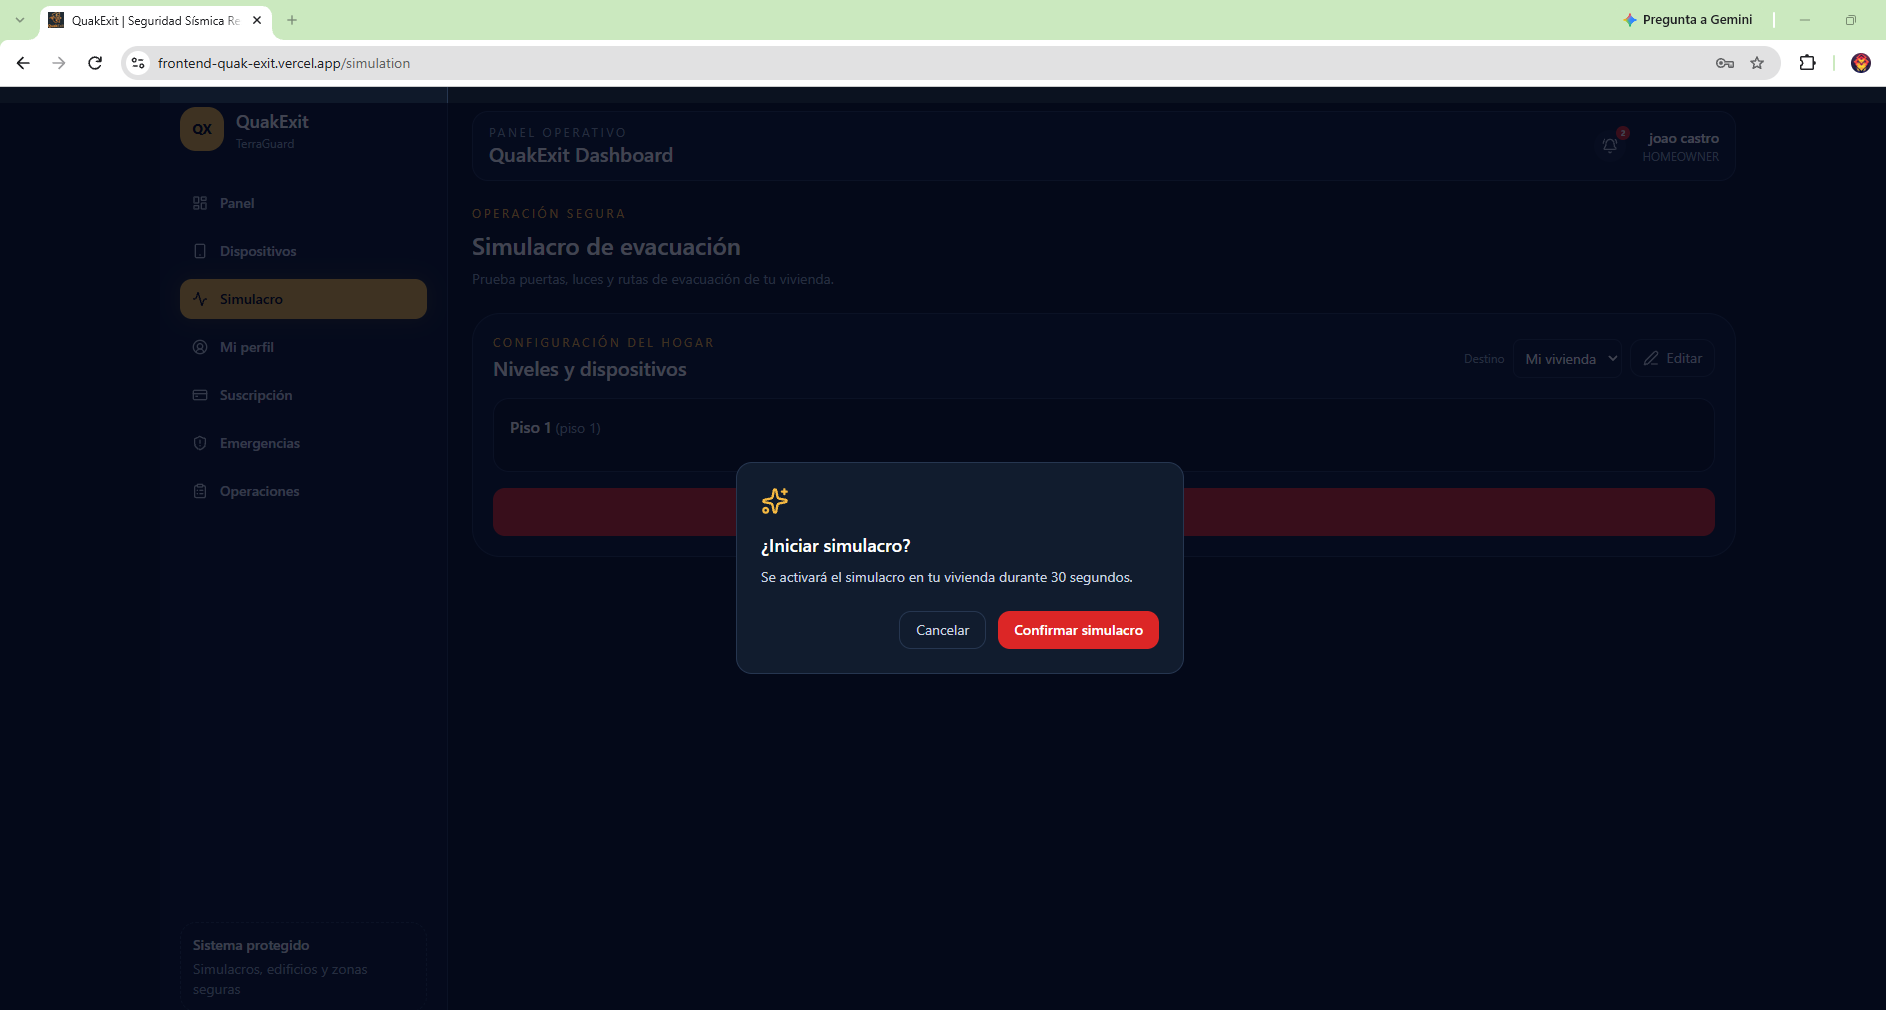 QuakExit | Seguridad Sísmica Re
Pregunta a Gemini
frontend-quak-exit.vercel.app/simulation
QX
QuakExit
TerraGuard
Panel
Dispositivos
Simulacro
Mi perfil
Suscripción
Emergencias
Operaciones
Sistema protegido
Simulacros, edificios y zonas
seguras
PANEL OPERATIVO
QuakExit Dashboard
2
joao castro
HOMEOWNER
OPERACIÓN SEGURA
Simulacro de evacuación
Prueba puertas, luces y rutas de evacuación de tu vivienda.
CONFIGURACIÓN DEL HOGAR
Niveles y dispositivos
Destino
Mi vivienda
Editar
Piso 1 (piso 1)
¿Iniciar simulacro?
Se activará el simulacro en tu vivienda durante 30 segundos.
Cancelar
Confirmar simulacro